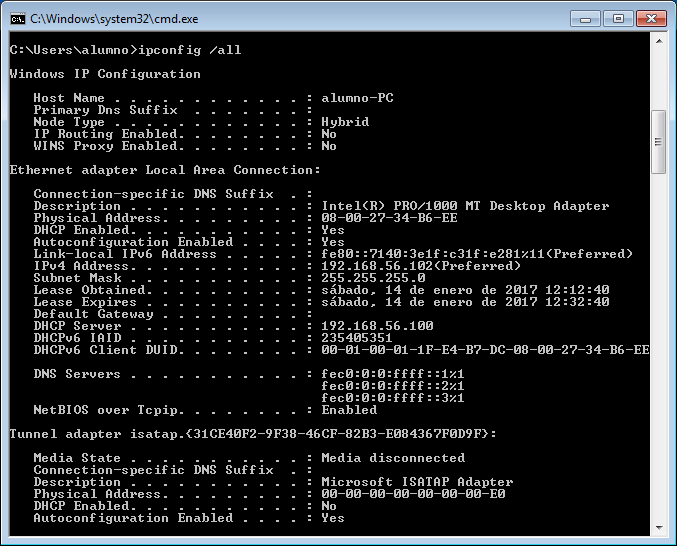 C:\Windows\system32\cmd.exe
C:\Users\alumno>ipconfig /all
Windows IP Configuration
Host Name . . . . . . . . . . . . : alumno-PC
Primary Dns Suffix  . . . . . . . :
Node Type . . . . . . . . . . . . : Hybrid
IP Routing Enabled. . . . . . . . : No
WINS Proxy Enabled. . . . . . . . : No
Ethernet adapter Local Area Connection:
Connection-specific DNS Suffix  . :
Description . . . . . . . . . . . : Intel(R) PRO/1000 MT Desktop Adapter
Physical Address. . . . . . . . . : 08-00-27-34-B6-EE
DHCP Enabled. . . . . . . . . . . : Yes
Autoconfiguration Enabled . . . . : Yes
Link-local IPv6 Address . . . . . : fe80::7140:3e1f:c31f:e281%11(Preferred)
IPv4 Address. . . . . . . . . . . : 192.168.56.102(Preferred)
Subnet Mask . . . . . . . . . . . : 255.255.255.0
Lease Obtained. . . . . . . . . . : sábado, 14 de enero de 2017 12:12:40
Lease Expires . . . . . . . . . . : sábado, 14 de enero de 2017 12:32:40
Default Gateway . . . . . . . . . :
DHCP Server . . . . . . . . . . . : 192.168.56.100
DHCPv6 IAID . . . . . . . . . . . : 235405351
DHCPv6 Client DUID. . . . . . . . : 00-01-00-01-1F-E4-B7-DC-08-00-27-34-B6-EE
DNS Servers . . . . . . . . . . . : fec0:0:0:ffff::1%1
fec0:0:0:ffff::2%1
fec0:0:0:ffff::3%1
NetBIOS over Tcpip. . . . . . . . : Enabled
Tunnel adapter isatap.{31CE40F2-9F38-46CF-82B3-E084367F0D9F}:
Media State . . . . . . . . . . . : Media disconnected
Connection-specific DNS Suffix  . :
Description . . . . . . . . . . . : Microsoft ISATAP Adapter
Physical Address. . . . . . . . . : 00-00-00-00-00-00-00-E0
DHCP Enabled. . . . . . . . . . . : No
Autoconfiguration Enabled . . . . : Yes